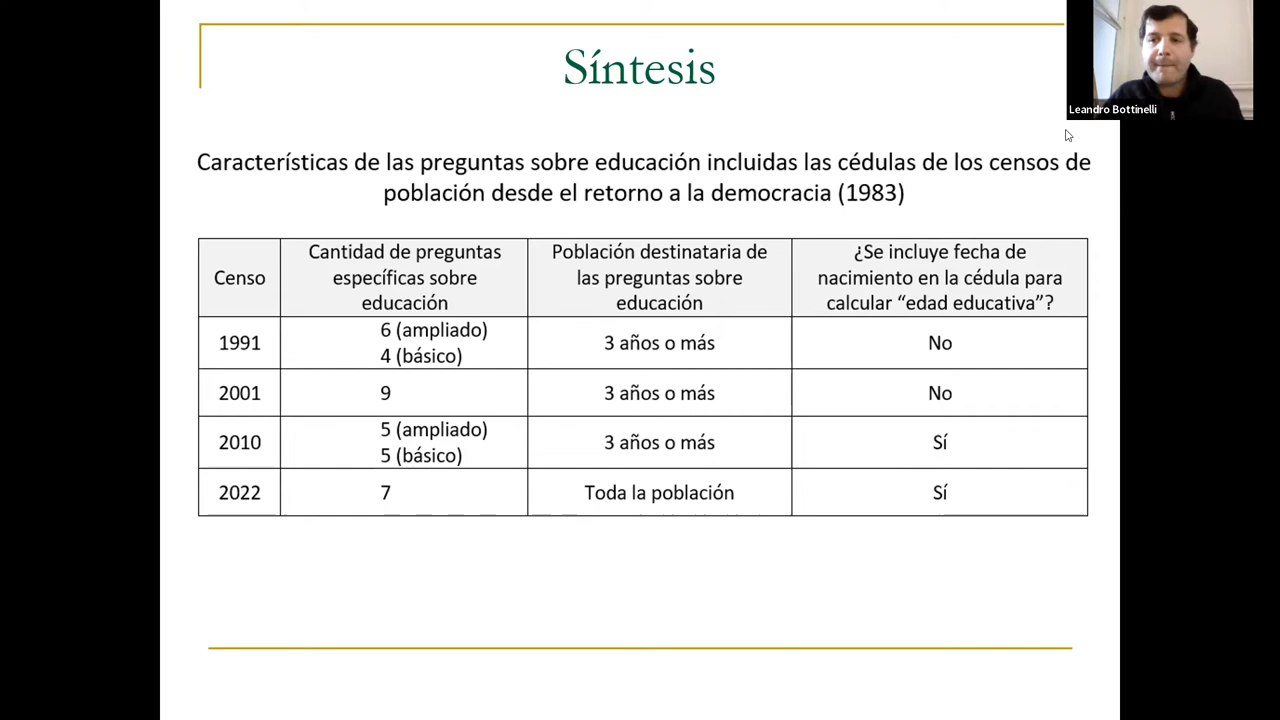 Síntesis
Leandro Bottinelli
Características de las preguntas sobre educación incluidas las cédulas de los censos de
población desde el retorno a la democracia (1983)
Censo
Cantidad de preguntas
específicas sobre
educación
Población destinataria de
las preguntas sobre
educación
¿Se incluye fecha de
nacimiento en la cédula para
calcular “edad educativa”?
1991
6 (ampliado)
4 (básico)
3 años o más
No
2001
9
3 años o más
No
2010
5 (ampliado)
5 (básico)
3 años o más
Sí
2022
7
Toda la población
Sí